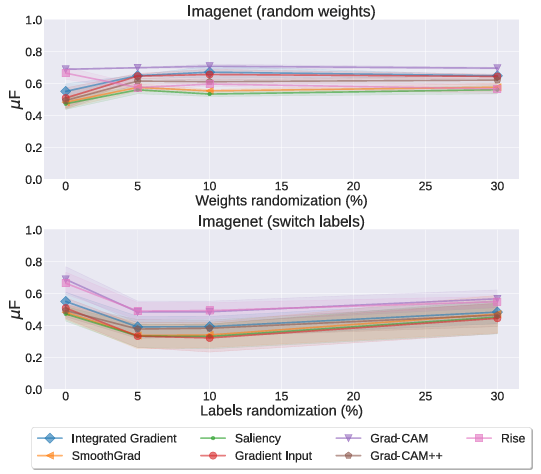 Imagenet (random weights)
1.0
0.8
0.6
0.4
0.2
0.0
μF
0 5 10 15 20 25 30
Weights randomization (%)
Imagenet (switch labels)
1.0
0.8
0.6
0.4
0.2
0.0
μF
0 5 10 15 20 25 30
Labels randomization (%)
Integrated Gradient Saliency Grad-CAM Rise
SmoothGrad Gradient Input Grad-CAM++